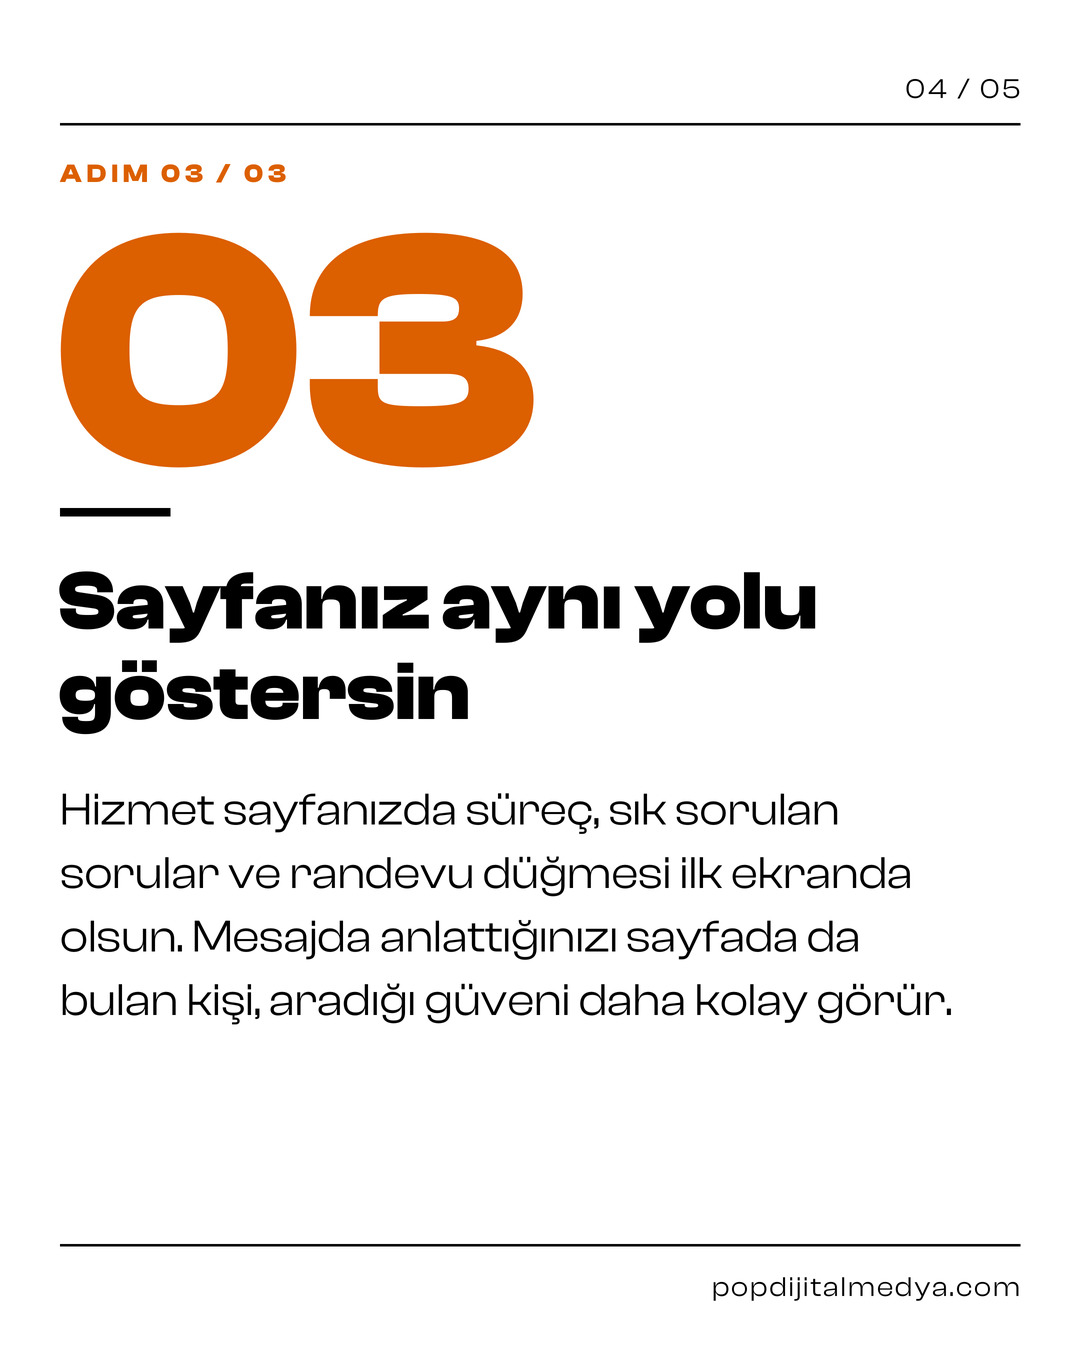 04 / 05
ADIM 03 / 03
03
Sayfanız aynı yolu
göstersin
Hizmet sayfanızda süreç, sık sorulan
sorular ve randevu düğmesi ilk ekranda
olsun. Mesajda anlattığınızı sayfada da
bulan kişi, aradığı güveni daha kolay görür.
popdijitalmedya.com